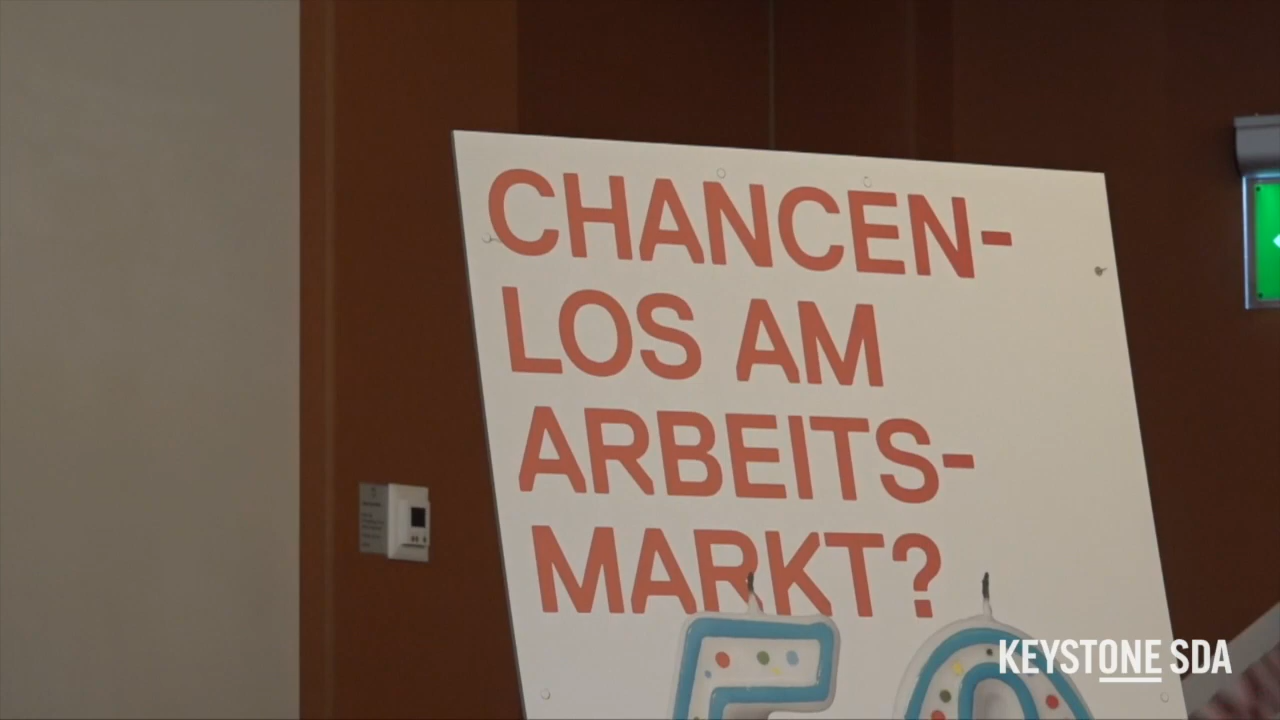 CHANCEN-
LOS AM
ARBEITS-
MARKT?
KEYSTONE SDA